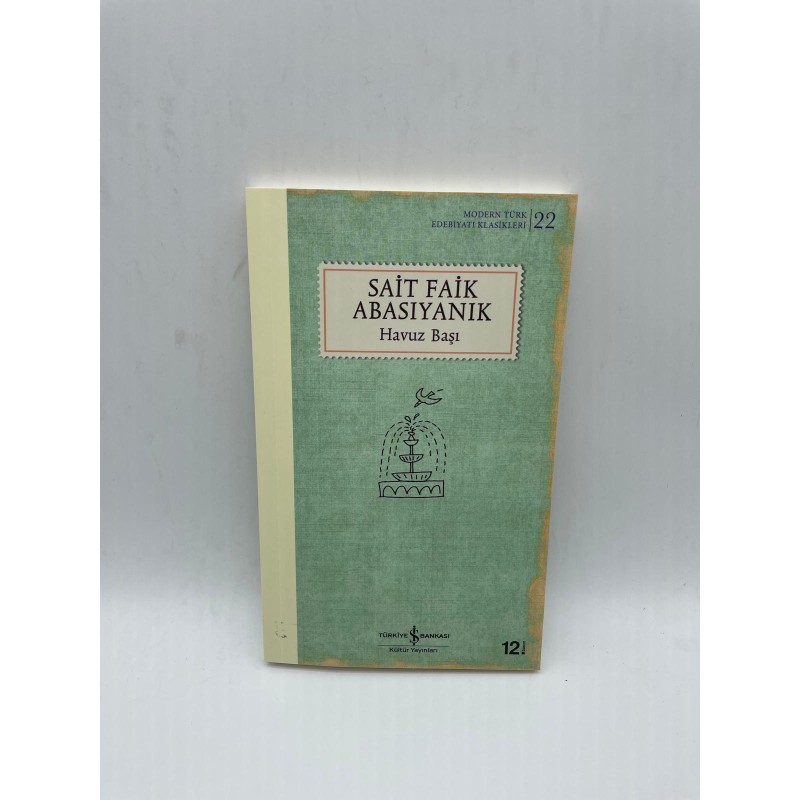 MODERN TÜRK
EDEBİYATI KLASİKLERİ
22
SAİT FAİK
ABASIYANIK
Havuz Başı
TÜRKİYE İŞ BANKASI
Kültür Yayınları
12!